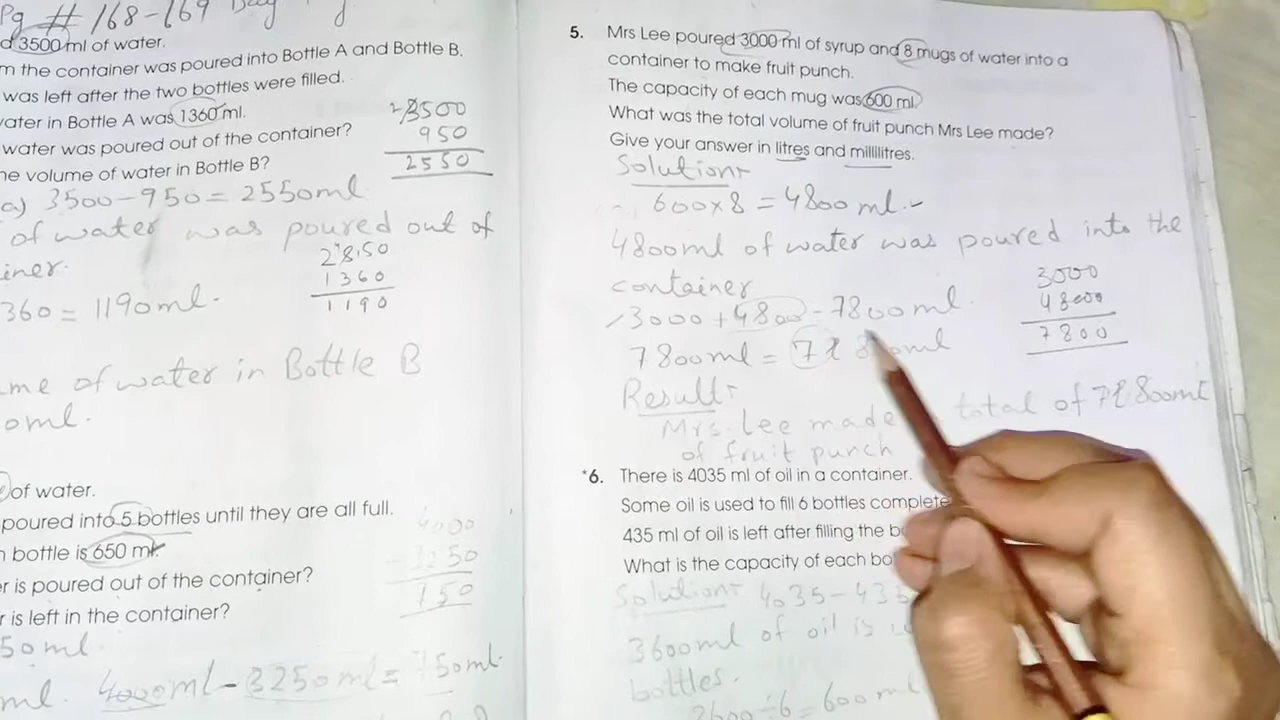 Pg # 168-169
d 3500 ml of water.
m the container was poured into Bottle A and Bottle B.
was left after the two bottles were filled.
ater in Bottle A was 1360 ml.
water was poured out of the container?
he volume of water in Bottle B?
3500
950
2550
a) 3500 - 950 = 2550ml
of water was poured out of
iner.
2550
1360
1190
360 = 1190ml.
me of water in Bottle B
0ml.
of water.
poured into 5 bottles until they are all full.
h bottle is 650 ml
er is poured out of the container?
r is left in the container?
4000
- 3250
750
50ml.
ml. 4000ml - 3250ml = 750ml.
5. Mrs Lee poured 3000 ml of syrup and 8 mugs of water into a
container to make fruit punch.
The capacity of each mug was 600 ml.
What was the total volume of fruit punch Mrs Lee made?
Give your answer in litres and millilitres.
Solution:-
600 x 8 = 4800 ml.
4800ml of water was poured into the
container
3000 + 4800 - 7800ml.
3000
4800
7800
7800ml = 7l 800ml
Result:-
Mrs. Lee made total of 7l 800ml
of fruit punch
*6. There is 4035 ml of oil in a container.
Some oil is used to fill 6 bottles complete
435 ml of oil is left after filling the bo
What is the capacity of each bo
Solution:- 4035 - 435
3600ml of oil is
bottles.
3600 ÷ 6 = 600 ml